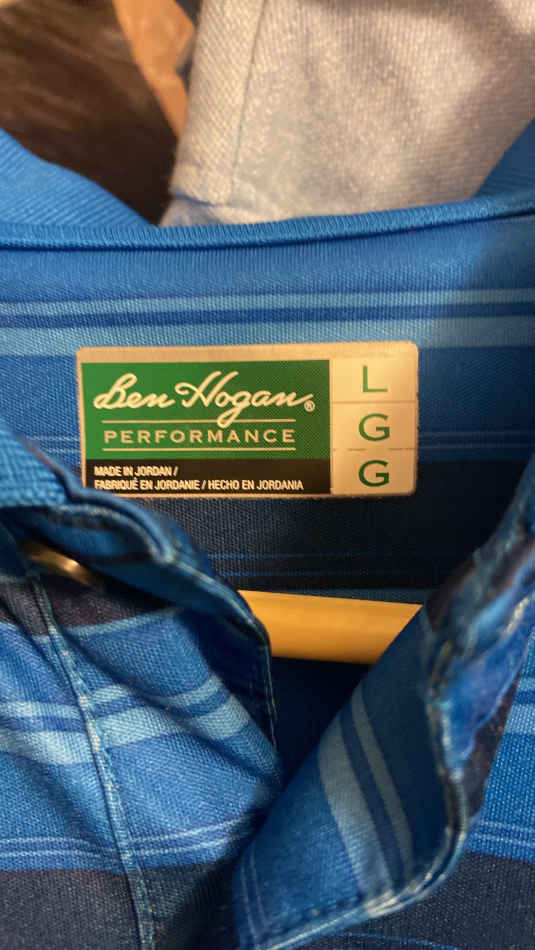 Ben Hogan®
PERFORMANCE
MADE IN JORDAN /
FABRIQUÉ EN JORDANIE / HECHO EN JORDANIA
L
G
G